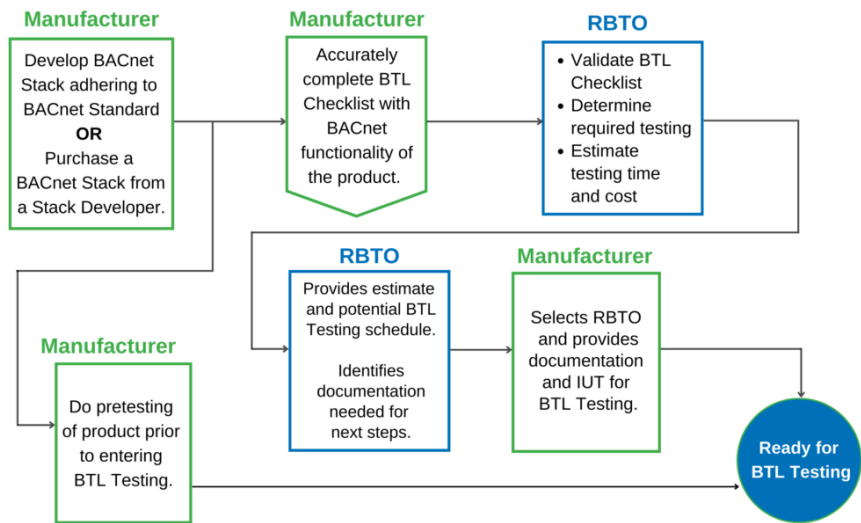 Manufacturer
Develop BACnet
Stack adhering to
BACnet Standard
OR
Purchase a
BACnet Stack from
a Stack Developer.
Manufacturer
Accurately
complete BTL
Checklist with
BACnet
functionality of
the product.
RBTO
• Validate BTL
Checklist
• Determine
required testing
• Estimate
testing time
and cost
RBTO
Provides estimate
and potential BTL
Testing schedule.
Identifies
documentation
needed for
next steps.
Manufacturer
Selects RBTO
and provides
documentation
and IUT for
BTL Testing.
Manufacturer
Do pretesting
of product prior
to entering
BTL Testing.
Ready for
BTL Testing